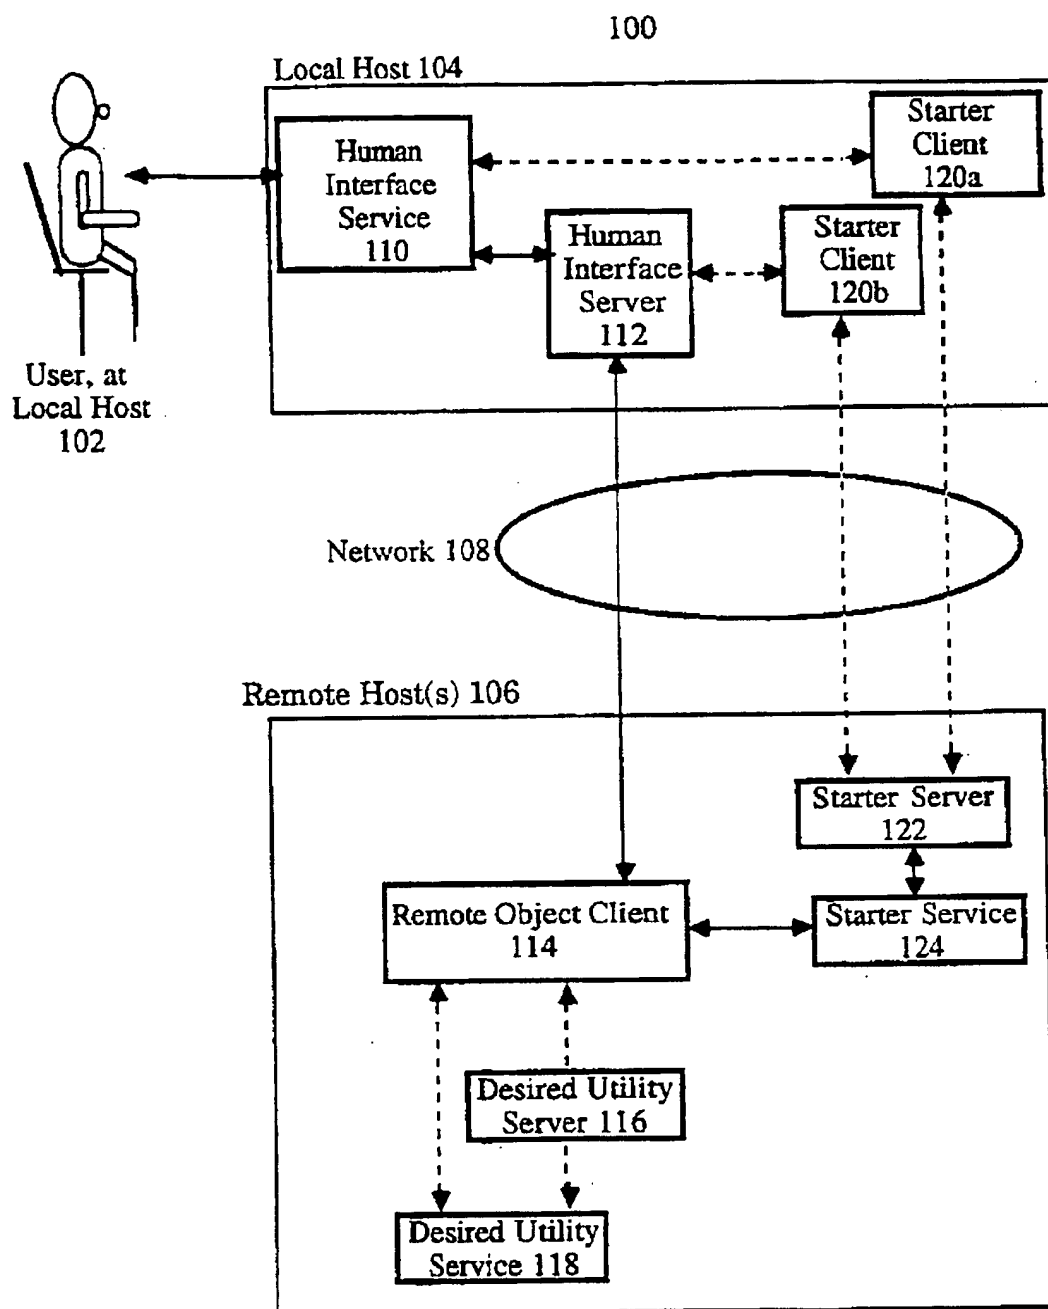 100
Local Host 104
Human
Interface
Service
110
Starter
Client
120a
Human
Interface
Server
112
Starter
Client
120b
User, at
Local Host
102
Network 108
Remote Host(s) 106
Starter Server
122
Remote Object Client
114
Starter Service
124
Desired Utility
Server 116
Desired Utility
Service 118